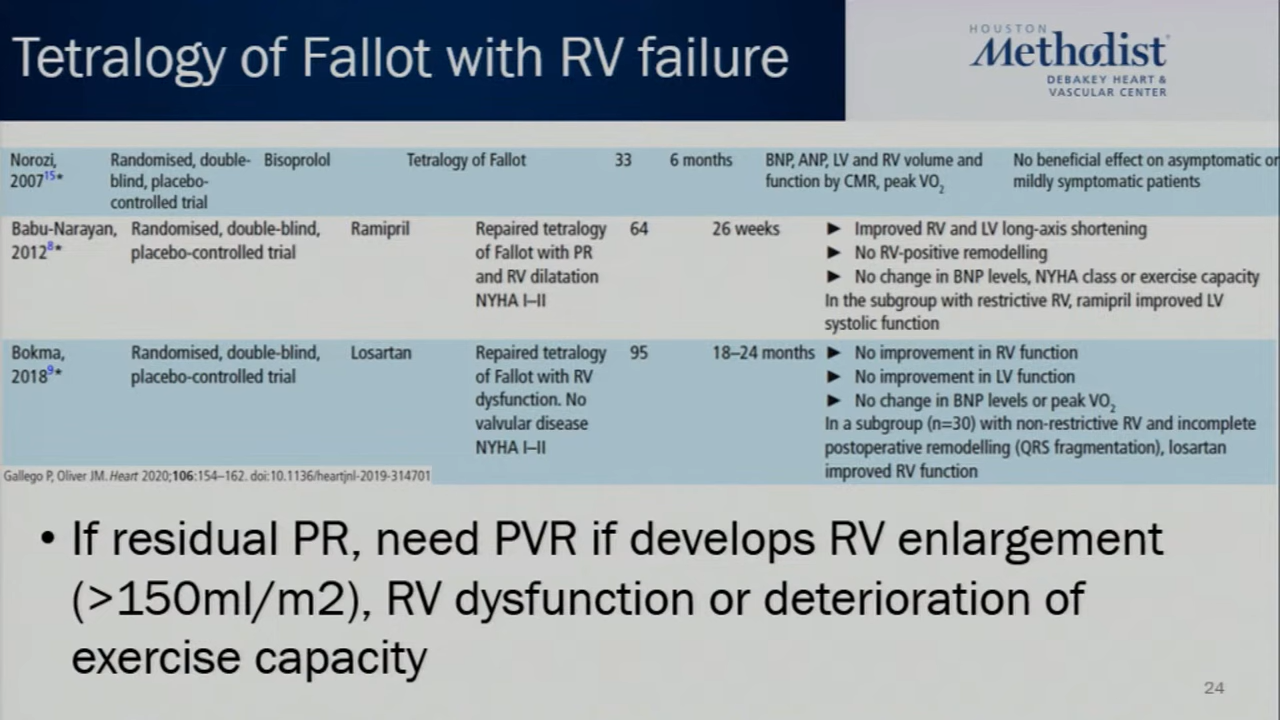 Tetralogy of Fallot with RV failure
HOUSTON
Methodist
DEBAKEY HEART &
VASCULAR CENTER
Norozi, Randomised, double- Bisoprolol Tetralogy of Fallot 33 6 months BNP, ANP, LV and RV volume and No beneficial effect on asymptomatic or
200715* blind, placebo- function by CMR, peak VO2 mildly symptomatic patients
controlled trial
Babu-Narayan, Randomised, double-blind, Ramipril Repaired tetralogy 64 26 weeks ► Improved RV and LV long-axis shortening
20128* placebo-controlled trial of Fallot with PR ► No RV-positive remodelling
and RV dilatation ► No change in BNP levels, NYHA class or exercise capacity
NYHA I–II In the subgroup with restrictive RV, ramipril improved LV
systolic function
Bokma, Randomised, double-blind, Losartan Repaired tetralogy 95 18–24 months ► No improvement in RV function
20189* placebo-controlled trial of Fallot with RV ► No improvement in LV function
dysfunction. No ► No change in BNP levels or peak VO2
valvular disease In a subgroup (n=30) with non-restrictive RV and incomplete
NYHA I–II postoperative remodelling (QRS fragmentation), losartan
improved RV function
Gallego P, Oliver JM. Heart 2020;106:154–162. doi:10.1136/heartjnl-2019-314701
• If residual PR, need PVR if develops RV enlargement
(>150ml/m2), RV dysfunction or deterioration of
exercise capacity
24